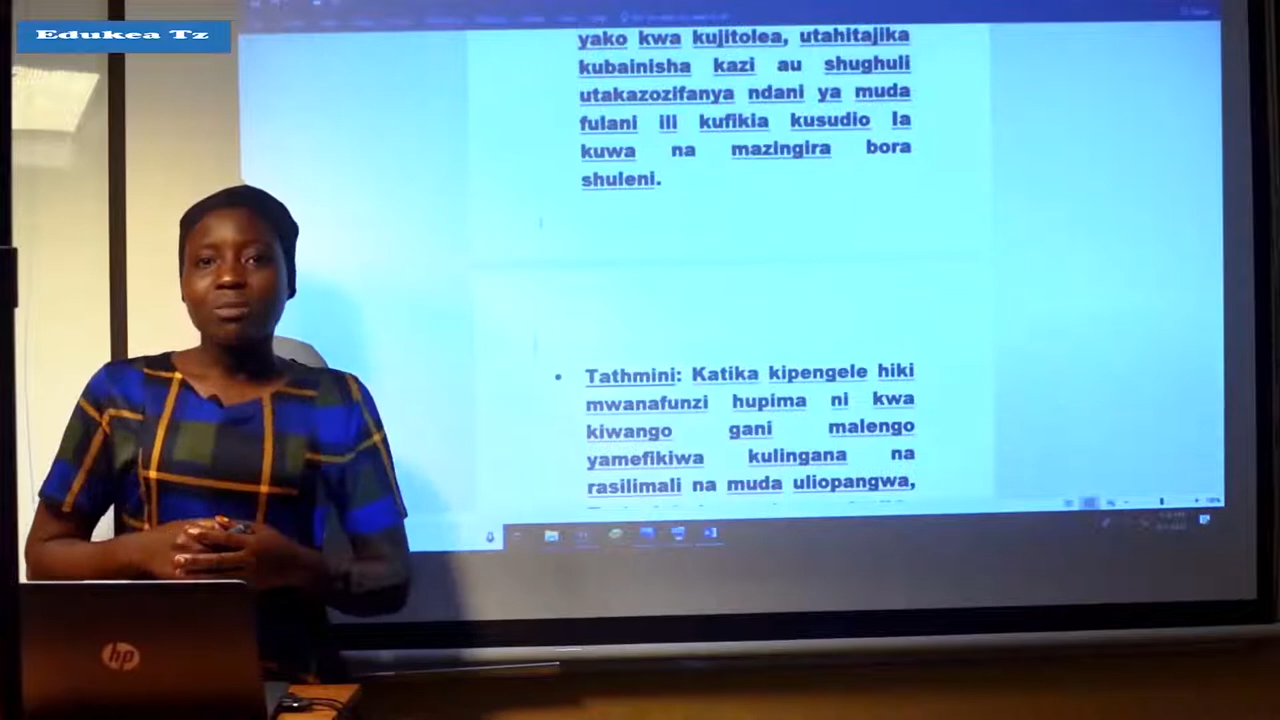 Edukea Tz
yako kwa kujitolea, utahitajika
kubainisha kazi au shughuli
utakazozifanya ndani ya muda
fulani ili kufikia kusudio la
kuwa na mazingira bora
shuleni.
• Tathmini: Katika kipengele hiki
mwanafunzi hupima ni kwa
kiwango gani malengo
yamefikiwa kulingana na
rasilimali na muda uliopangwa,
hp